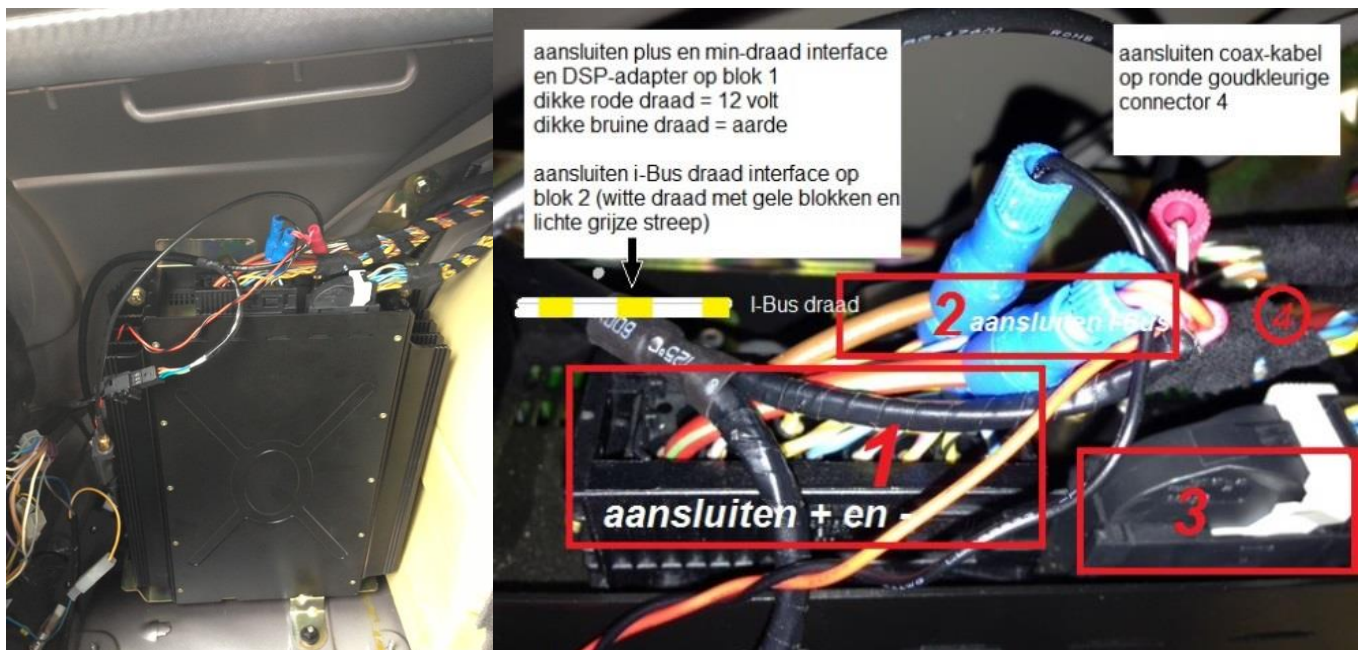 aansluiten plus en min-draad interface
en DSP-adapter op blok 1
dikke rode draad = 12 volt
dikke bruine draad = aarde
aansluiten i-Bus draad interface op
blok 2 (witte draad met gele blokken en
lichte grijze streep)
aansluiten coax-kabel
op ronde goudkleurige
connector 4
I-Bus draad
2 aansluiten I-Bus
4
125°C
1
aansluiten + en -
3